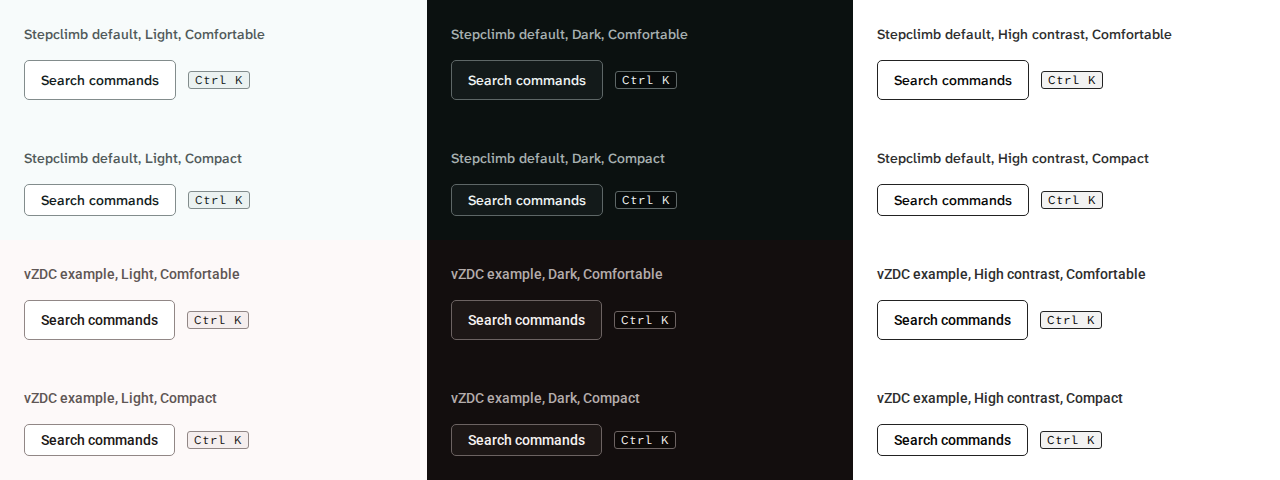 Stepclimb default, Light, Comfortable
Search commands Ctrl K
Stepclimb default, Dark, Comfortable
Search commands Ctrl K
Stepclimb default, High contrast, Comfortable
Search commands Ctrl K
Stepclimb default, Light, Compact
Search commands Ctrl K
Stepclimb default, Dark, Compact
Search commands Ctrl K
Stepclimb default, High contrast, Compact
Search commands Ctrl K
vZDC example, Light, Comfortable
Search commands Ctrl K
vZDC example, Dark, Comfortable
Search commands Ctrl K
vZDC example, High contrast, Comfortable
Search commands Ctrl K
vZDC example, Light, Compact
Search commands Ctrl K
vZDC example, Dark, Compact
Search commands Ctrl K
vZDC example, High contrast, Compact
Search commands Ctrl K